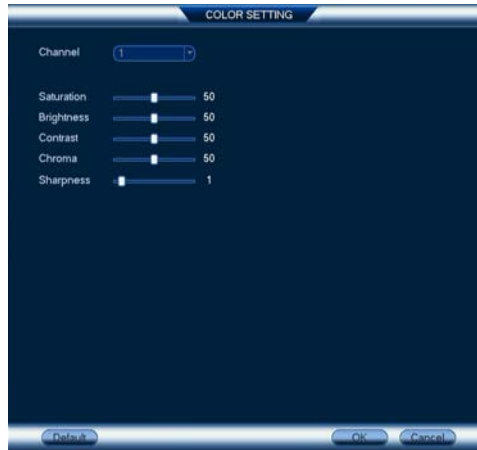 COLOR SETTING
Channel 1
Saturation 50
Brightness 50
Contrast 50
Chroma 50
Sharpness 1
Default OK Cancel